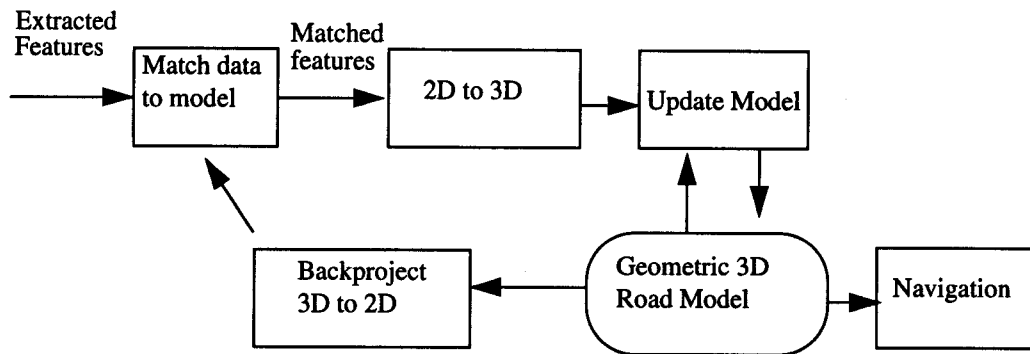 Extracted
Features
Match data
to model
Matched
features
2D to 3D
Update Model
Backproject
3D to 2D
Geometric 3D
Road Model
Navigation